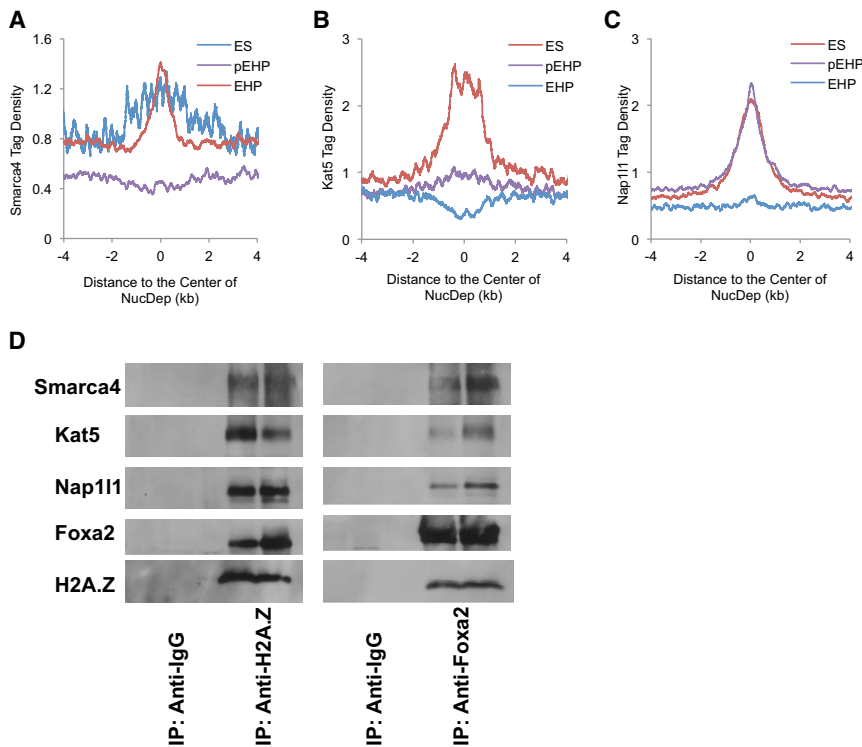 A
1.6
1.2
0.8
0.4
0
Smarca4 Tag Density
ES
pEHP
EHP
-4 -2 0 2 4
Distance to the Center of
NucDep (kb)
B
3
2
1
0
Kat5 Tag Density
ES
pEHP
EHP
-4 -2 0 2 4
Distance to the Center of
NucDep (kb)
C
3
2
1
0
Nap1l1 Tag Density
ES
pEHP
EHP
-4 -2 0 2 4
Distance to the Center of
NucDep (kb)
D
Smarca4
Kat5
Nap1l1
Foxa2
H2A.Z
IP: Anti-IgG
IP: Anti-H2A.Z
IP: Anti-IgG
IP: Anti-Foxa2